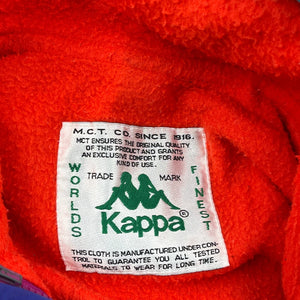 M.C.T. CO. SINCE 1916.
MCT ENSURES THE ORIGINAL QUALITY
OF THIS PRODUCT AND GRANTS
AN EXCLUSIVE COMFORT FOR ANY
KIND OF USE.
TRADE MARK
WORLDS
FINEST
Kappa®
THIS CLOTH IS MANUFACTURED UNDER CON-
TROL TO GUARANTEE YOU ALL TESTED
MATERIALS TO WEAR FOR A LONG TIME.